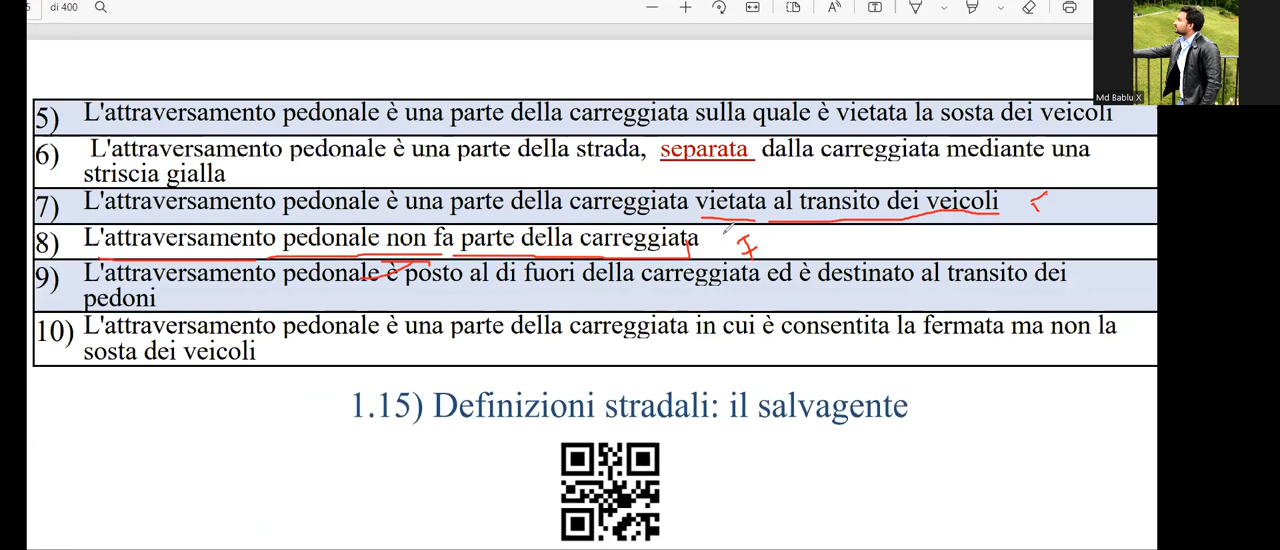 5 di 400
Md Bablu X
5) L'attraversamento pedonale è una parte della carreggiata sulla quale è vietata la sosta dei veicoli
6) L'attraversamento pedonale è una parte della strada, separata dalla carreggiata mediante una
striscia gialla
7) L'attraversamento pedonale è una parte della carreggiata vietata al transito dei veicoli
8) L'attraversamento pedonale non fa parte della carreggiata F
9) L'attraversamento pedonale è posto al di fuori della carreggiata ed è destinato al transito dei
pedoni
10) L'attraversamento pedonale è una parte della carreggiata in cui è consentita la fermata ma non la
sosta dei veicoli
1.15) Definizioni stradali: il salvagente